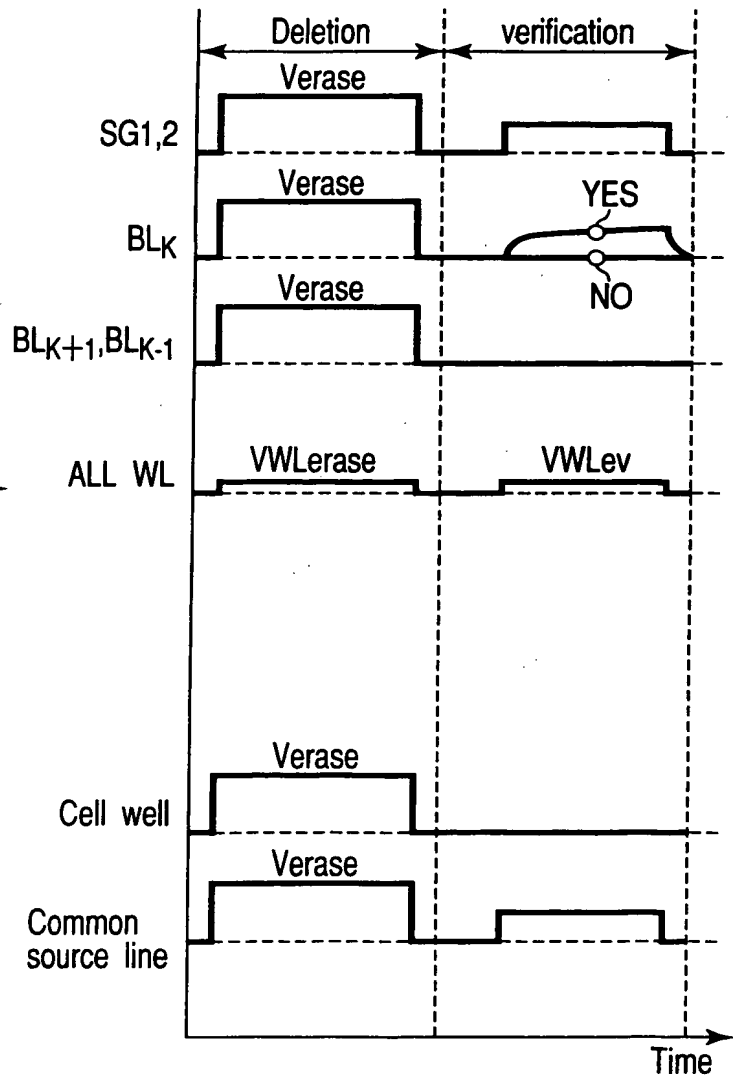 Deletion
verification
Verase
SG1,2
Verase
YES
BLK
NO
Verase
BLK+1,BLK-1
VWLerase
VWLev
ALL WL
Verase
Cell well
Verase
Common
source line
Time